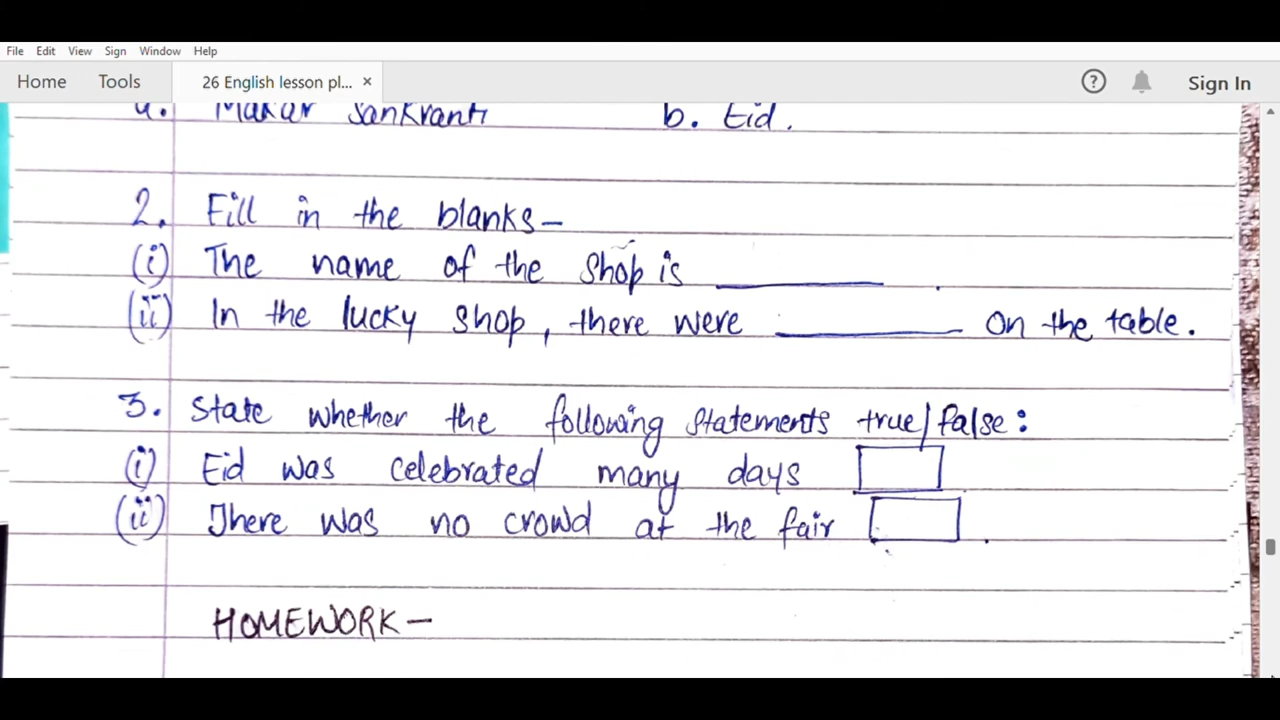 File Edit View Sign Window Help
Home Tools 26 English lesson pl... × ? Sign In
a. Makar Sankranti b. Eid.
2. Fill in the blanks–
(i) The name of the shop is ________ .
(ii) In the lucky shop, there were ________ on the table.
3. State whether the following statements true/false:
(i) Eid was celebrated many days
(ii) There was no crowd at the fair .
HOMEWORK –